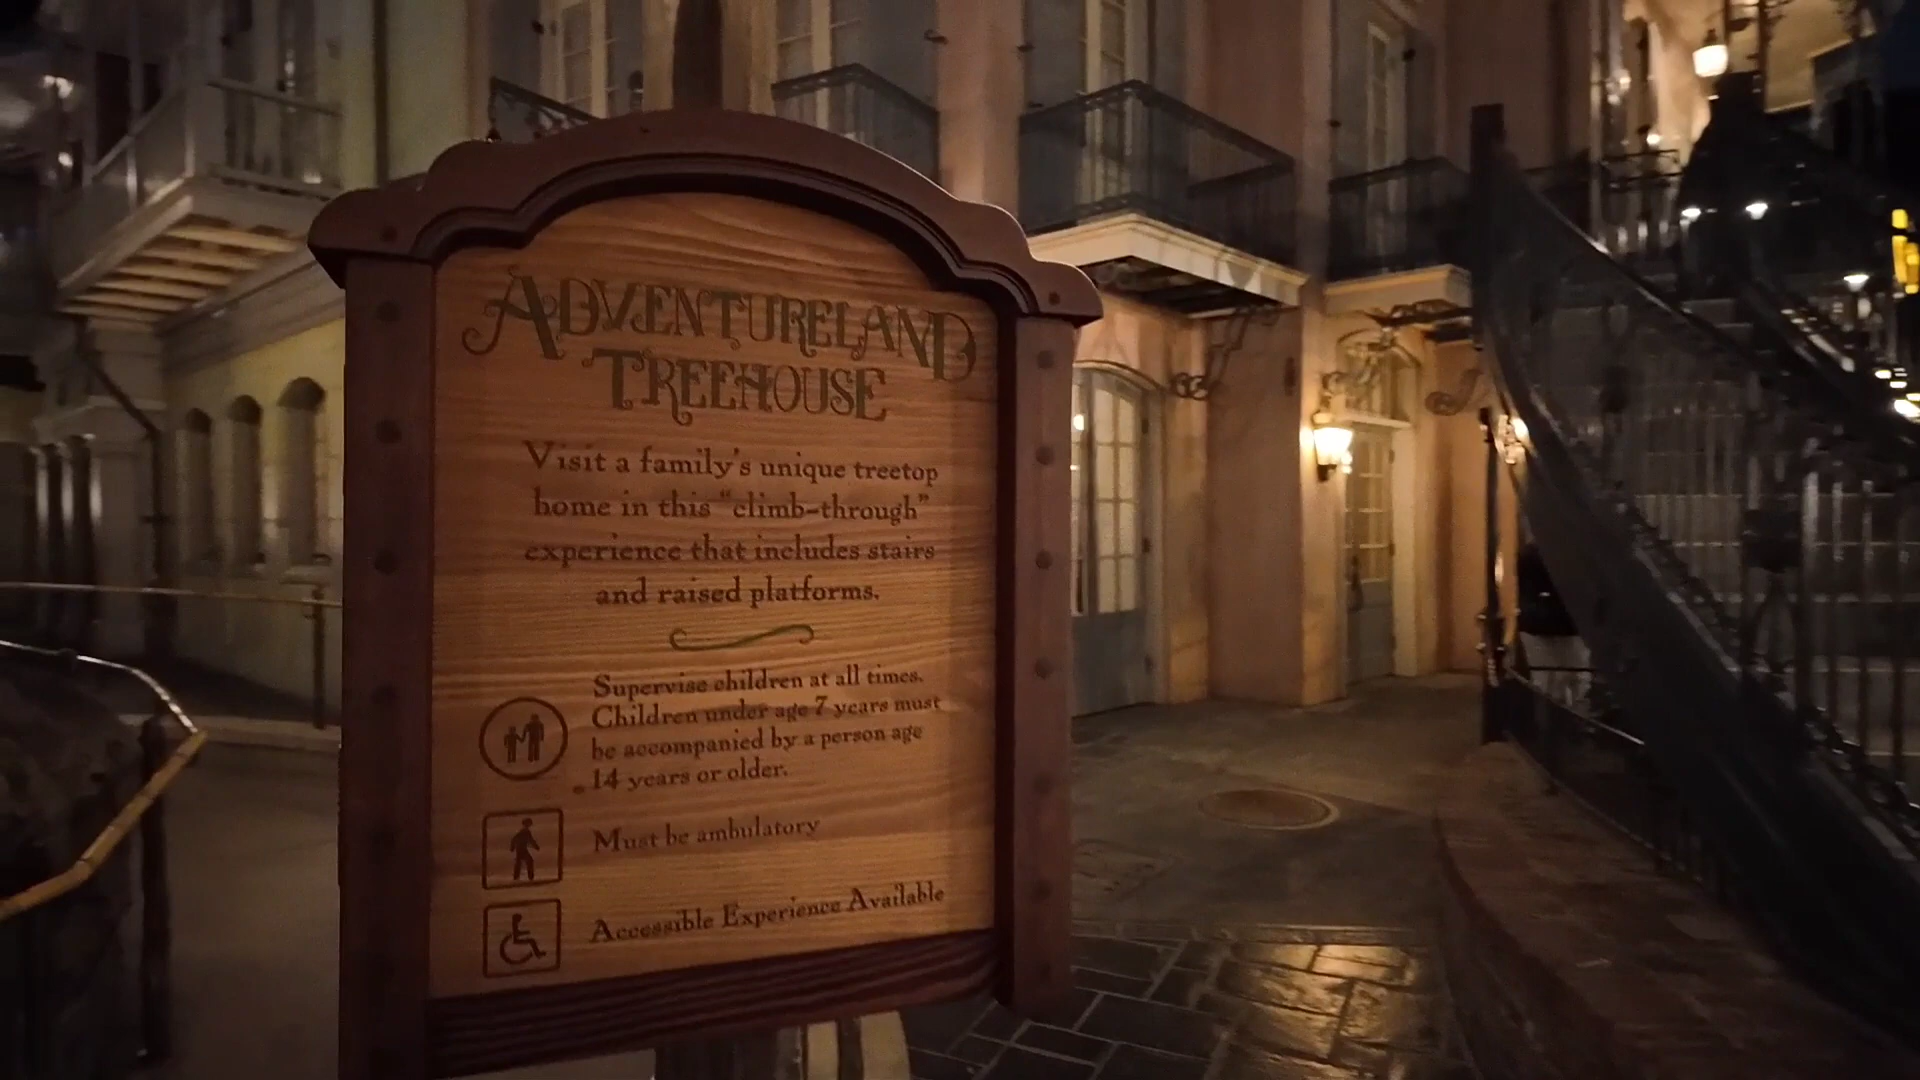 ADVENTURELAND
TREEHOUSE
Visit a family's unique treetop
home in this "climb-through"
experience that includes stairs
and raised platforms.
Supervise children at all times.
Children under age 7 years must
be accompanied by a person age
14 years or older.
Must be ambulatory
Accessible Experience Available